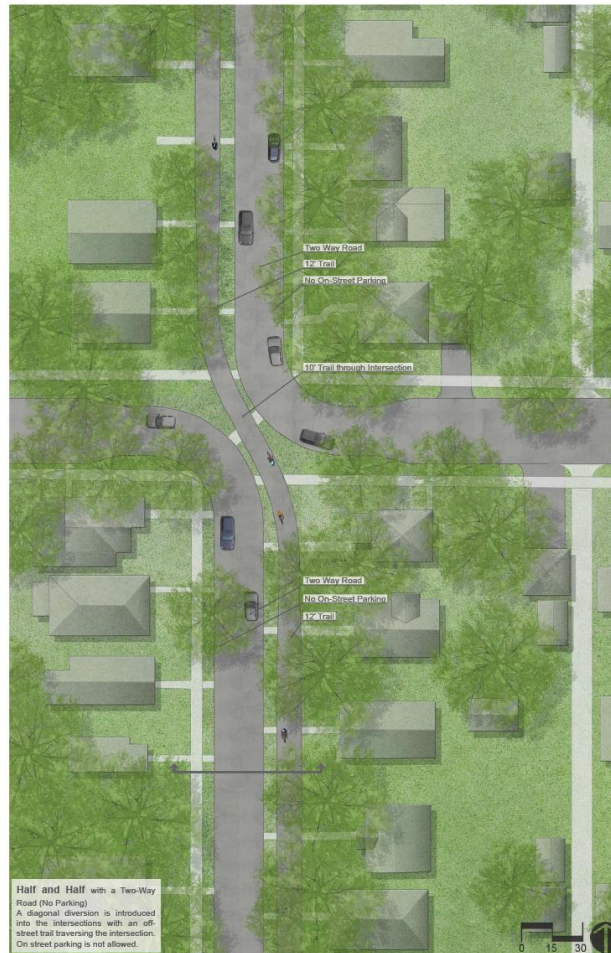 Two Way Road
12' Trail
No On-Street Parking
10' Trail through Intersection
Two Way Road
No On-Street Parking
12' Trail
Half and Half with a Two-Way
Road (No Parking)
A diagonal diversion is introduced
into the intersections with an off-
street trail traversing the intersection.
On street parking is not allowed.
0 15 30